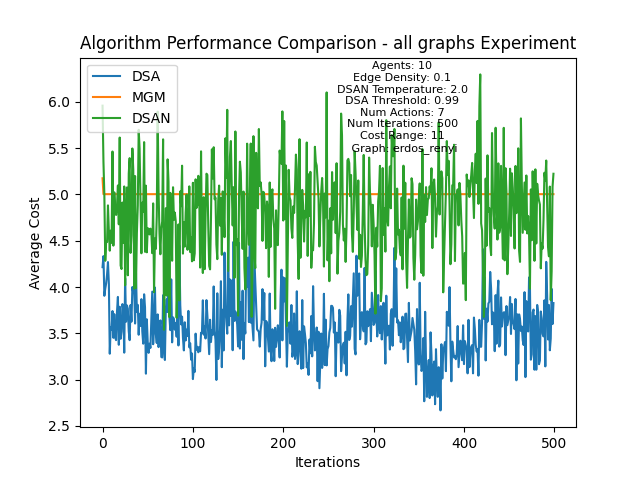 Algorithm Performance Comparison - all graphs Experiment
DSA
MGM
DSAN
Agents: 10
Edge Density: 0.1
DSAN Temperature: 2.0
DSA Threshold: 0.99
Num Actions: 7
Num Iterations: 500
Cost Range: 11
Graph: erdos_renyi
Average Cost
6.0
5.5
5.0
4.5
4.0
3.5
3.0
2.5
0 100 200 300 400 500
Iterations